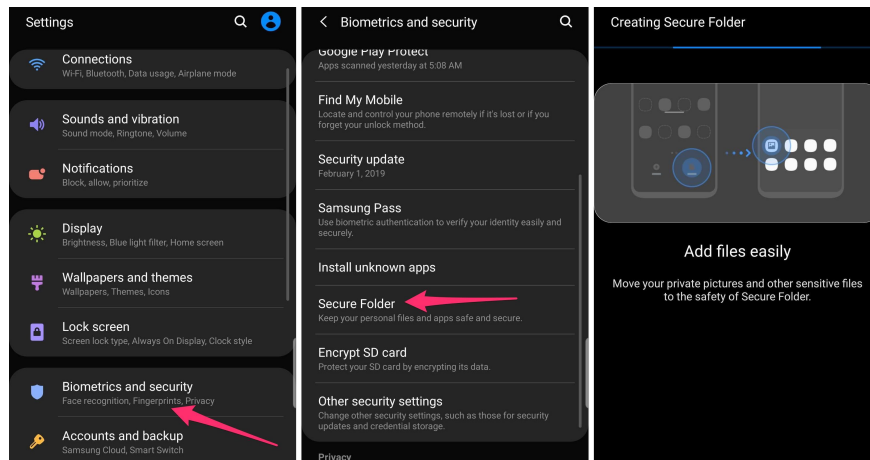 Settings
Connections
Wi-Fi, Bluetooth, Data usage, Airplane mode
Sounds and vibration
Sound mode, Ringtone, Volume
Notifications
Block, allow, prioritize
Display
Brightness, Blue light filter, Home screen
Wallpapers and themes
Wallpapers, Themes, Icons
Lock screen
Screen lock type, Always On Display, Clock style
Biometrics and security
Face recognition, Fingerprints, Privacy
Accounts and backup
Samsung Cloud, Smart Switch
Biometrics and security
Google Play Protect
Apps scanned yesterday at 5:08 AM
Find My Mobile
Locate and control your phone remotely if it's lost or if you
forget your unlock method.
Security update
February 1, 2019
Samsung Pass
Use biometric authentication to verify your identity easily and
securely.
Install unknown apps
Secure Folder
Keep your personal files and apps safe and secure.
Encrypt SD card
Protect your SD card by encrypting its data.
Other security settings
Change other security settings, such as those for security
updates and credential storage.
Privacy
Creating Secure Folder
Add files easily
Move your private pictures and other sensitive files
to the safety of Secure Folder.